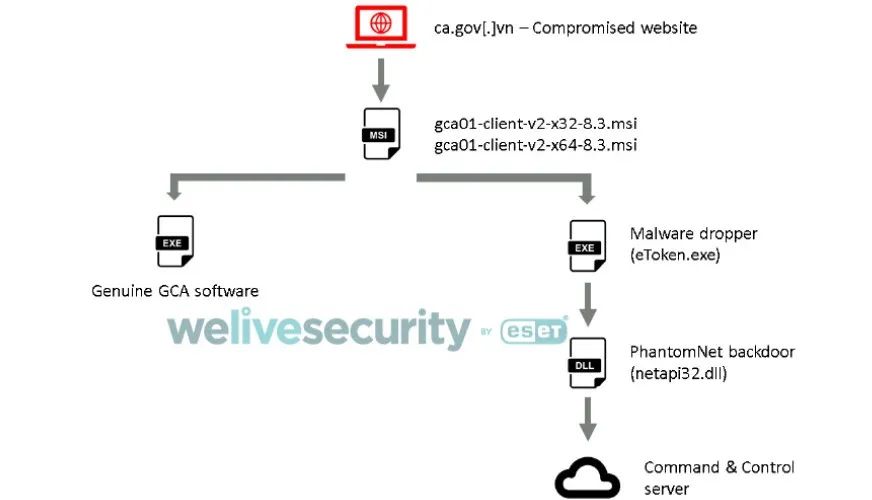 ca.gov[.]vn – Compromised website
MSI
gca01-client-v2-x32-8.3.msi
gca01-client-v2-x64-8.3.msi
EXE
Genuine GCA software
EXE
Malware dropper
(eToken.exe)
welivesecurity BY eset®
DLL
PhantomNet backdoor
(netapi32.dll)
Command & Control
server